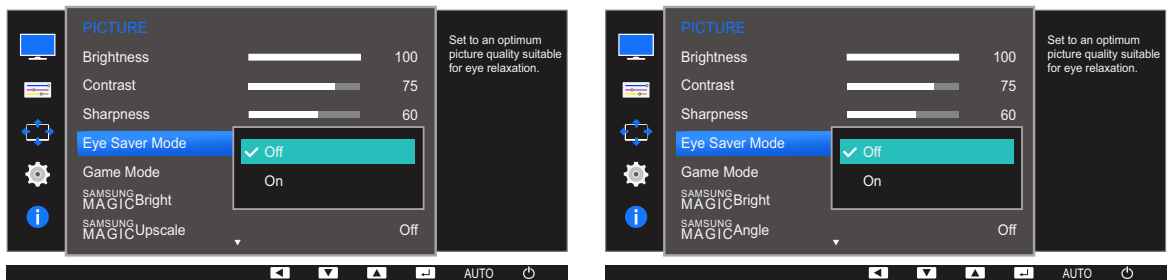 PICTURE
Brightness 100
Contrast 75
Sharpness 60
Eye Saver Mode
Off
Game Mode
On
SAMSUNG
MAGIC Bright
SAMSUNG
MAGIC Upscale Off
Set to an optimum
picture quality suitable
for eye relaxation.
AUTO
PICTURE
Brightness 100
Contrast 75
Sharpness 60
Eye Saver Mode
Off
Game Mode
On
SAMSUNG
MAGIC Bright
SAMSUNG
MAGIC Angle Off
Set to an optimum
picture quality suitable
for eye relaxation.
AUTO